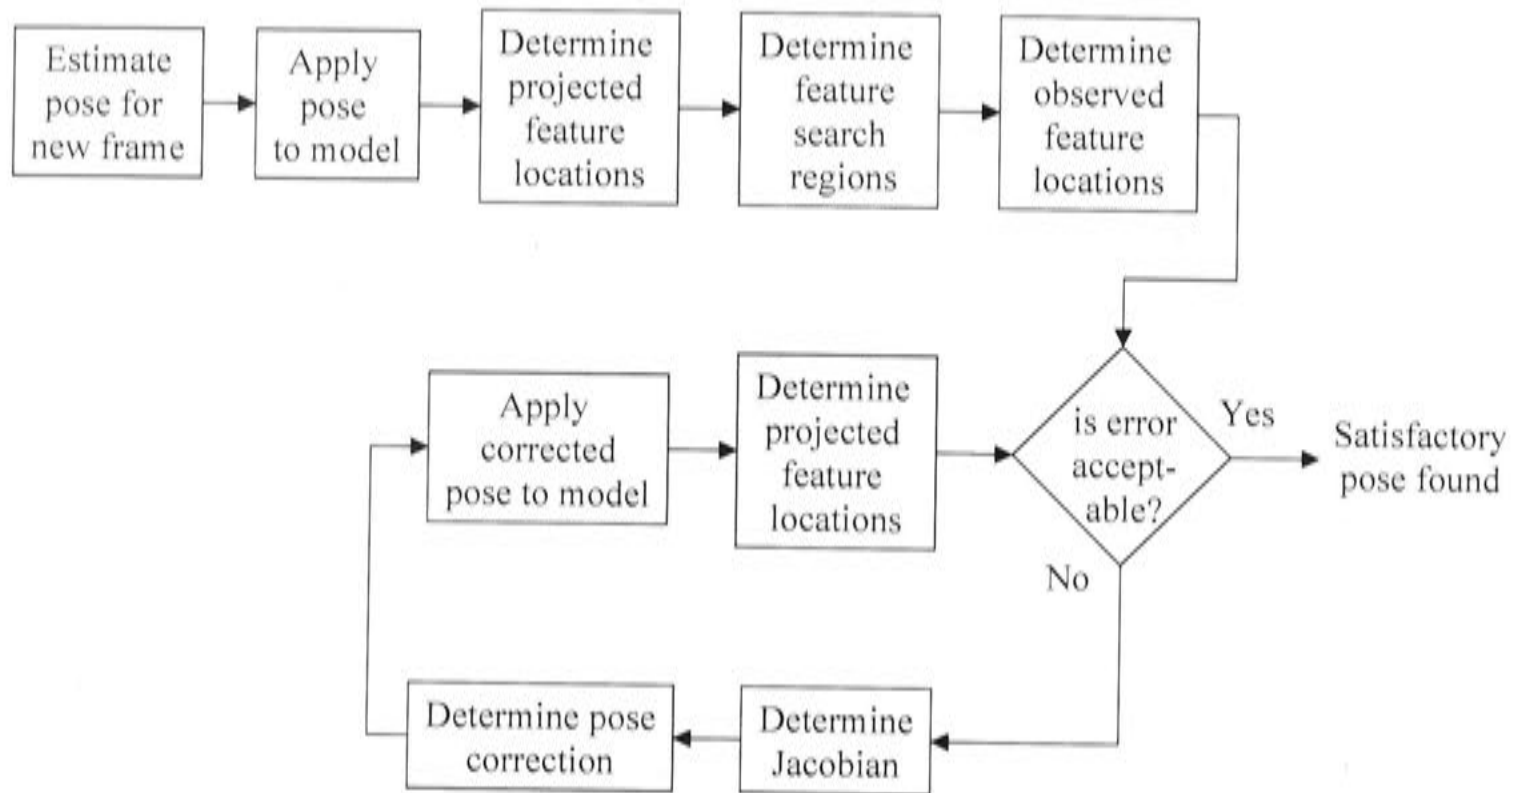 Estimate
pose for
new frame
Apply
pose
to model
Determine
projected
feature
locations
Determine
feature
search
regions
Determine
observed
feature
locations
Apply
corrected
pose to model
Determine
projected
feature
locations
is error
accept-
able?
Yes
Satisfactory
pose found
No
Determine pose
correction
Determine
Jacobian